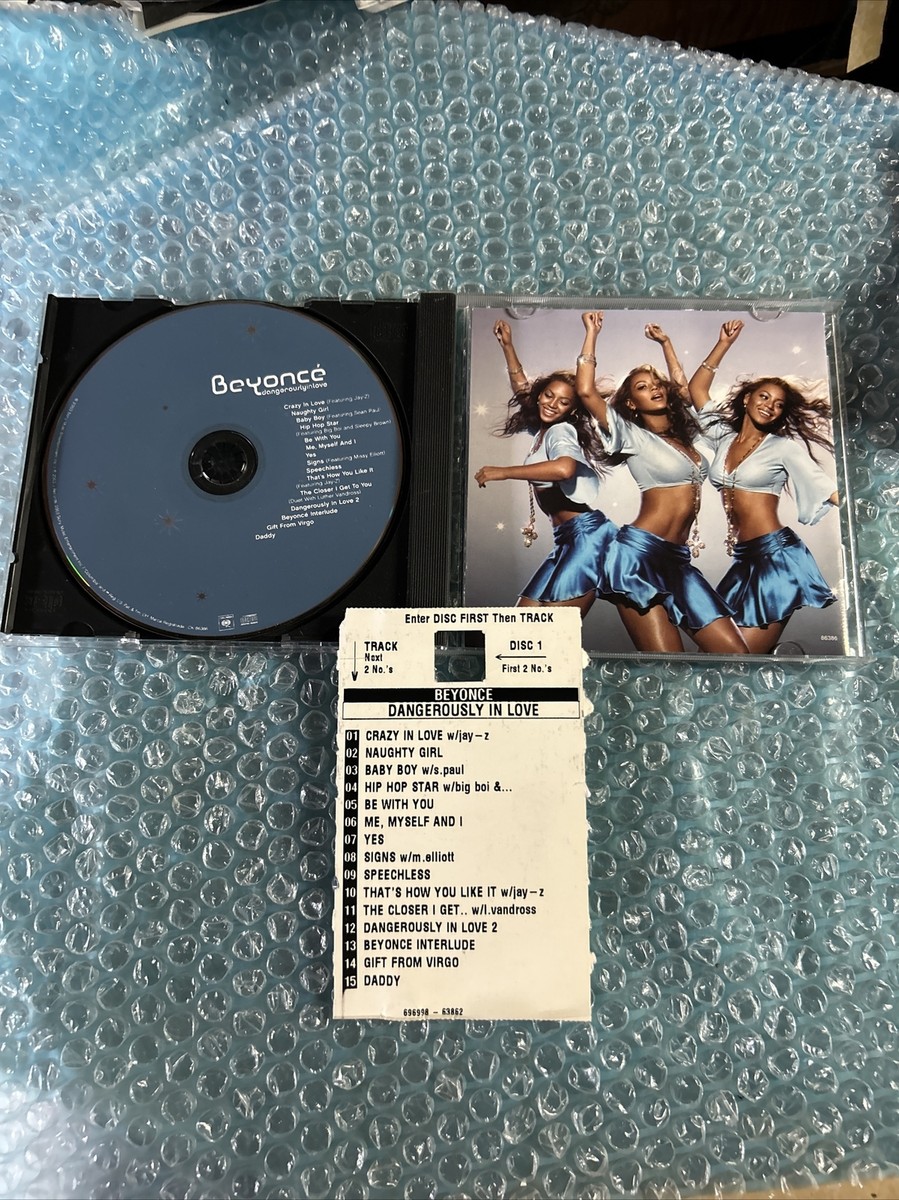 Beyoncé
dangerouslyinlove
Crazy In Love (Featuring Jay-Z)
Naughty Girl
Baby Boy (Featuring Sean Paul)
Hip Hop Star
(Featuring Big Boi and Sleepy Brown)
Be With You
Me, Myself And I
Yes
Signs (Featuring Missy Elliott)
Speechless
That's How You Like It
(Featuring Jay-Z)
The Closer I Get To You
(Duet With Luther Vandross)
Dangerously In Love 2
Beyoncé Interlude
Gift From Virgo
Daddy
86386
Enter DISC FIRST Then TRACK
TRACK
Next
2 No.'s
DISC 1
First 2 No.'s
BEYONCE
DANGEROUSLY IN LOVE
01 CRAZY IN LOVE w/jay-z
02 NAUGHTY GIRL
03 BABY BOY w/s.paul
04 HIP HOP STAR w/big boi &...
05 BE WITH YOU
06 ME, MYSELF AND I
07 YES
08 SIGNS w/m.elliott
09 SPEECHLESS
10 THAT'S HOW YOU LIKE IT w/jay-z
11 THE CLOSER I GET.. w/l.vandross
12 DANGEROUSLY IN LOVE 2
13 BEYONCE INTERLUDE
14 GIFT FROM VIRGO
15 DADDY
696998 - 63862